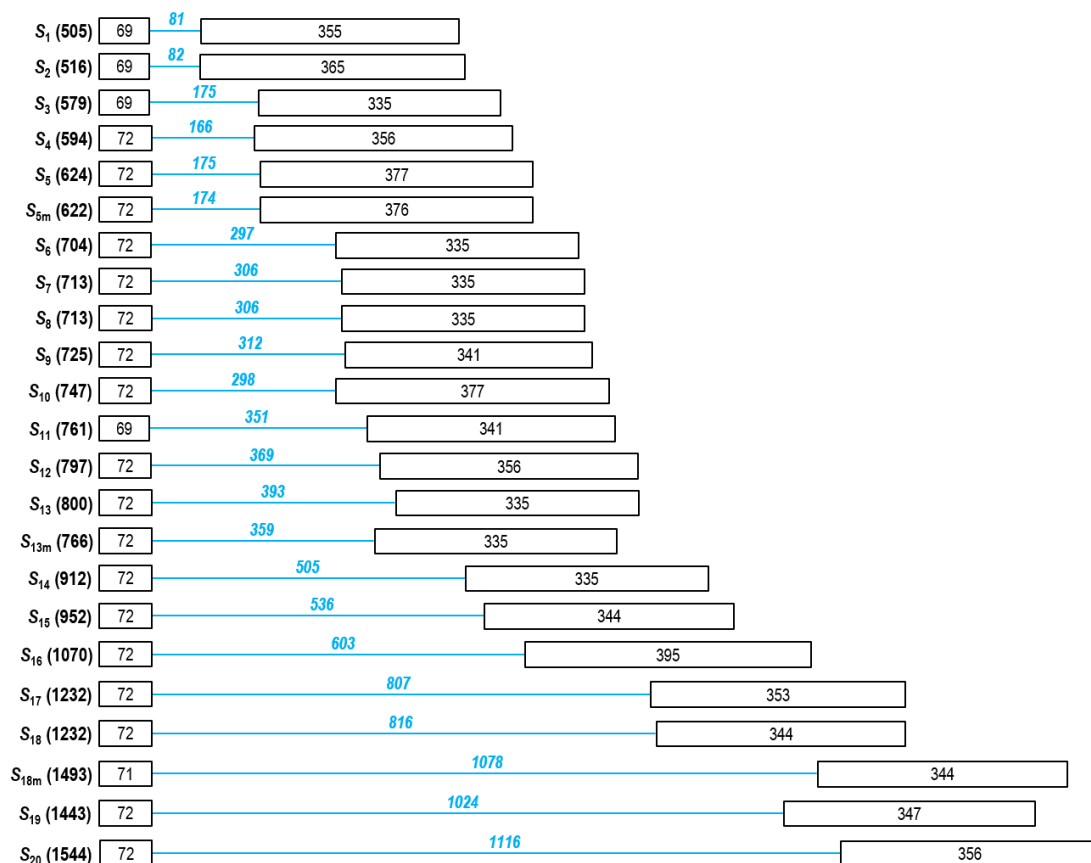 S1 (505) 69 81 355
S2 (516) 69 82 365
S3 (579) 69 175 335
S4 (594) 72 166 356
S5 (624) 72 175 377
S5m (622) 72 174 376
S6 (704) 72 297 335
S7 (713) 72 306 335
S8 (713) 72 306 335
S9 (725) 72 312 341
S10 (747) 72 298 377
S11 (761) 69 351 341
S12 (797) 72 369 356
S13 (800) 72 393 335
S13m (766) 72 359 335
S14 (912) 72 505 335
S15 (952) 72 536 344
S16 (1070) 72 603 395
S17 (1232) 72 807 353
S18 (1232) 72 816 344
S18m (1493) 71 1078 344
S19 (1443) 72 1024 347
S20 (1544) 72 1116 356